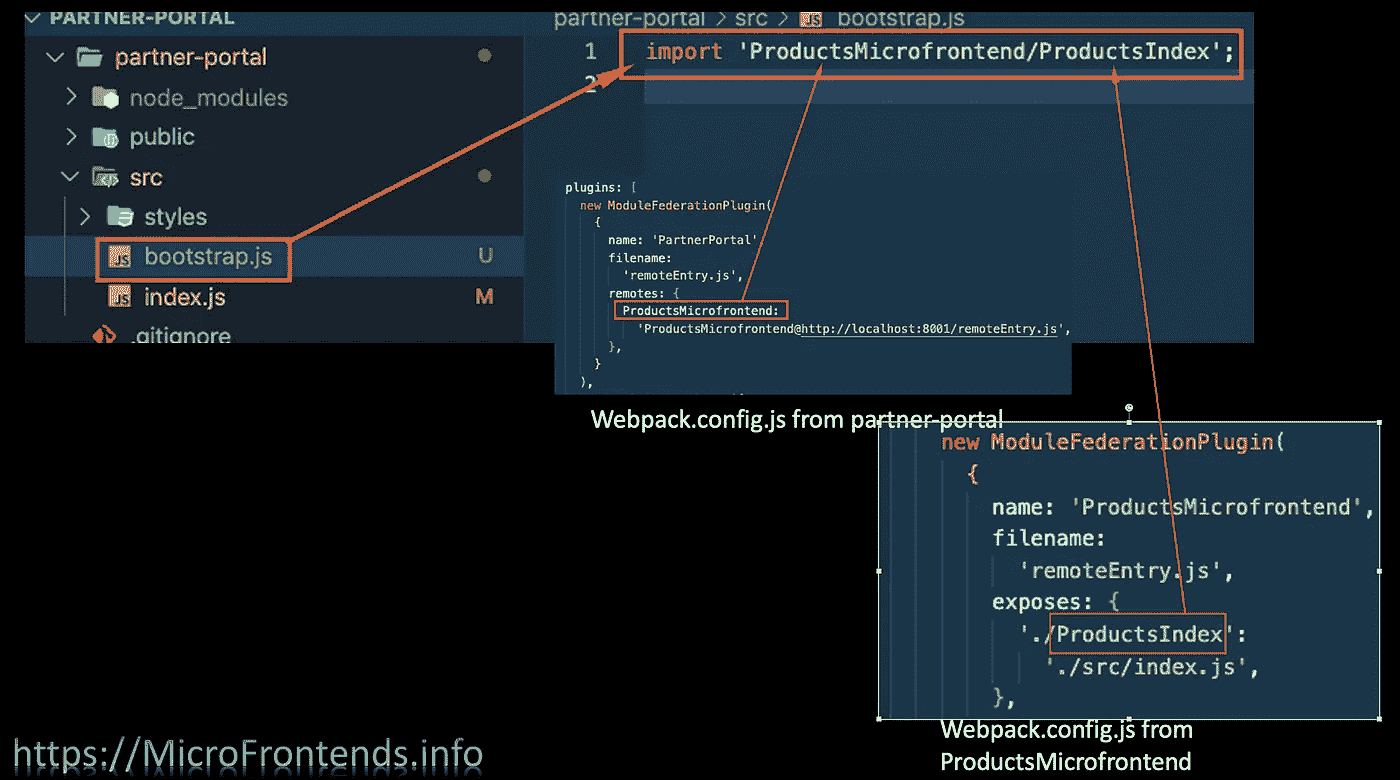 PARTNER-PORTAL
partner-portal
node_modules
public
src
styles
bootstrap.js U
index.js M
.gitignore
partner-portal > src > JS bootstrap.js
1 import 'ProductsMicrofrontend/ProductsIndex';
2
plugins: [
new ModuleFederationPlugin(
{
name: 'PartnerPortal'
filename:
'remoteEntry.js',
remotes: {
ProductsMicrofrontend:
'ProductsMicrofrontend@http://localhost:8001/remoteEntry.js',
},
}
),
Webpack.config.js from partner-portal
new ModuleFederationPlugin(
{
name: 'ProductsMicrofrontend',
filename:
'remoteEntry.js',
exposes: {
'./ProductsIndex':
'./src/index.js',
},
Webpack.config.js from
ProductsMicrofrontend
https://MicroFrontends.info